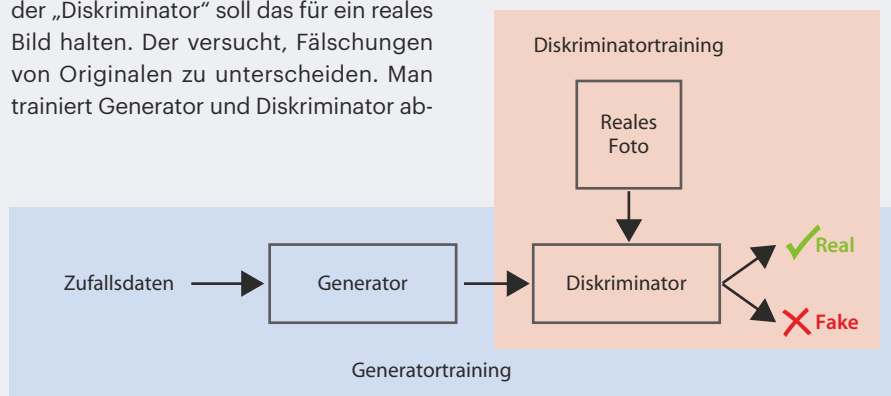 der „Diskriminator“ soll das für ein reales
Bild halten. Der versucht, Fälschungen
von Originalen zu unterscheiden. Man
trainiert Generator und Diskriminator ab-
Diskriminatortraining
Reales
Foto
Zufallsdaten
Generator
Diskriminator
Real
Fake
Generatortraining